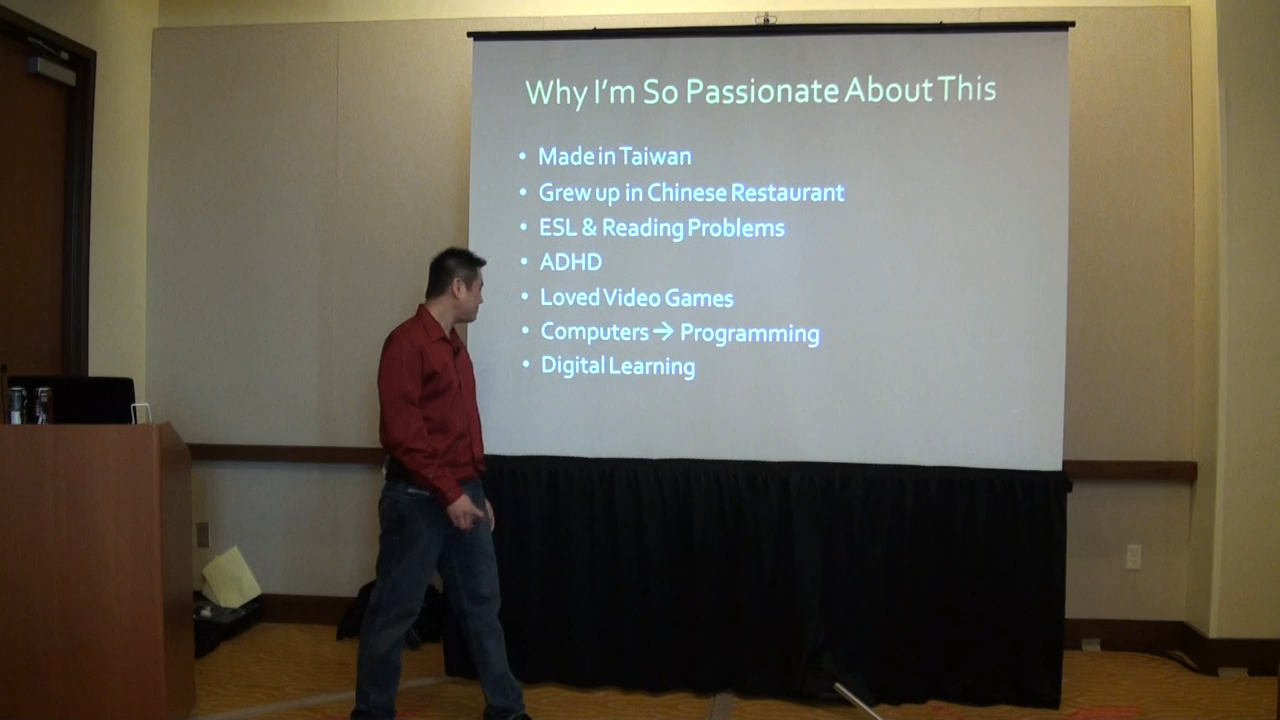 Why I'm So Passionate About This
• Made in Taiwan
• Grew up in Chinese Restaurant
• ESL & Reading Problems
• ADHD
• Loved Video Games
• Computers → Programming
• Digital Learning